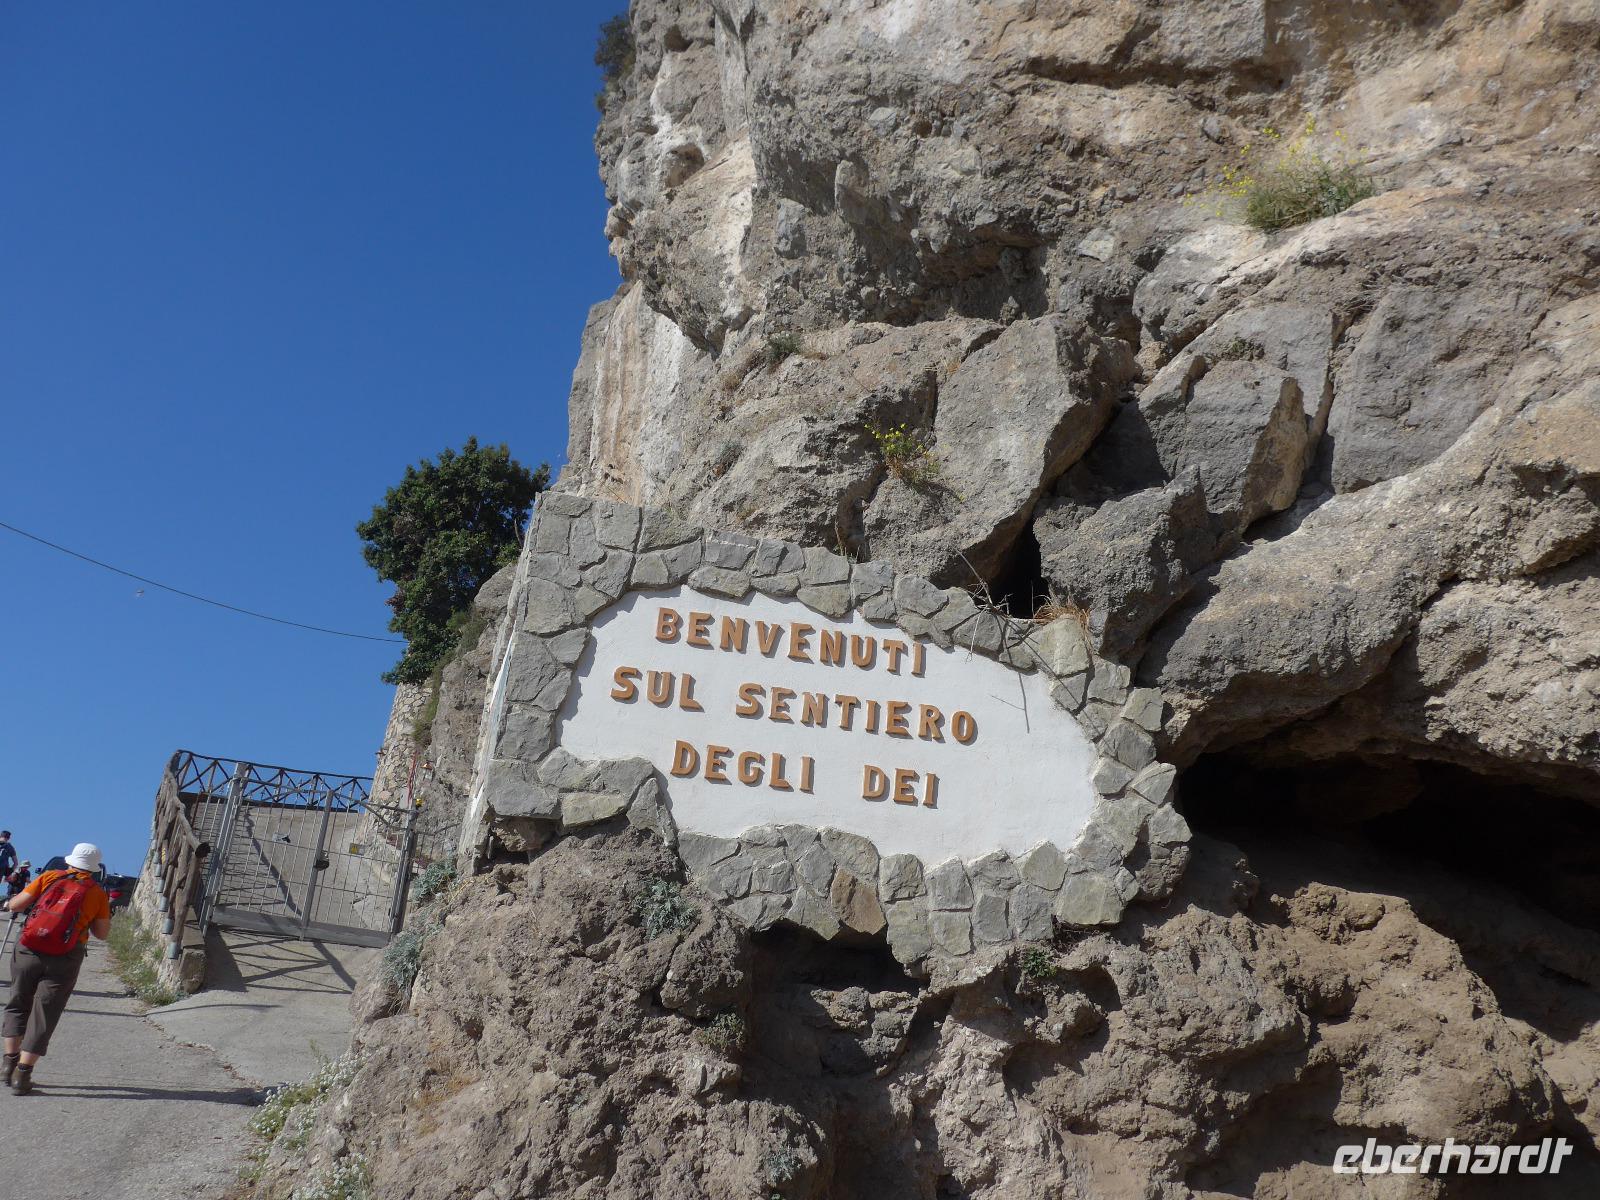 BENVENUTI
SUL SENTIERO
DEGLI DEI
eberhardt